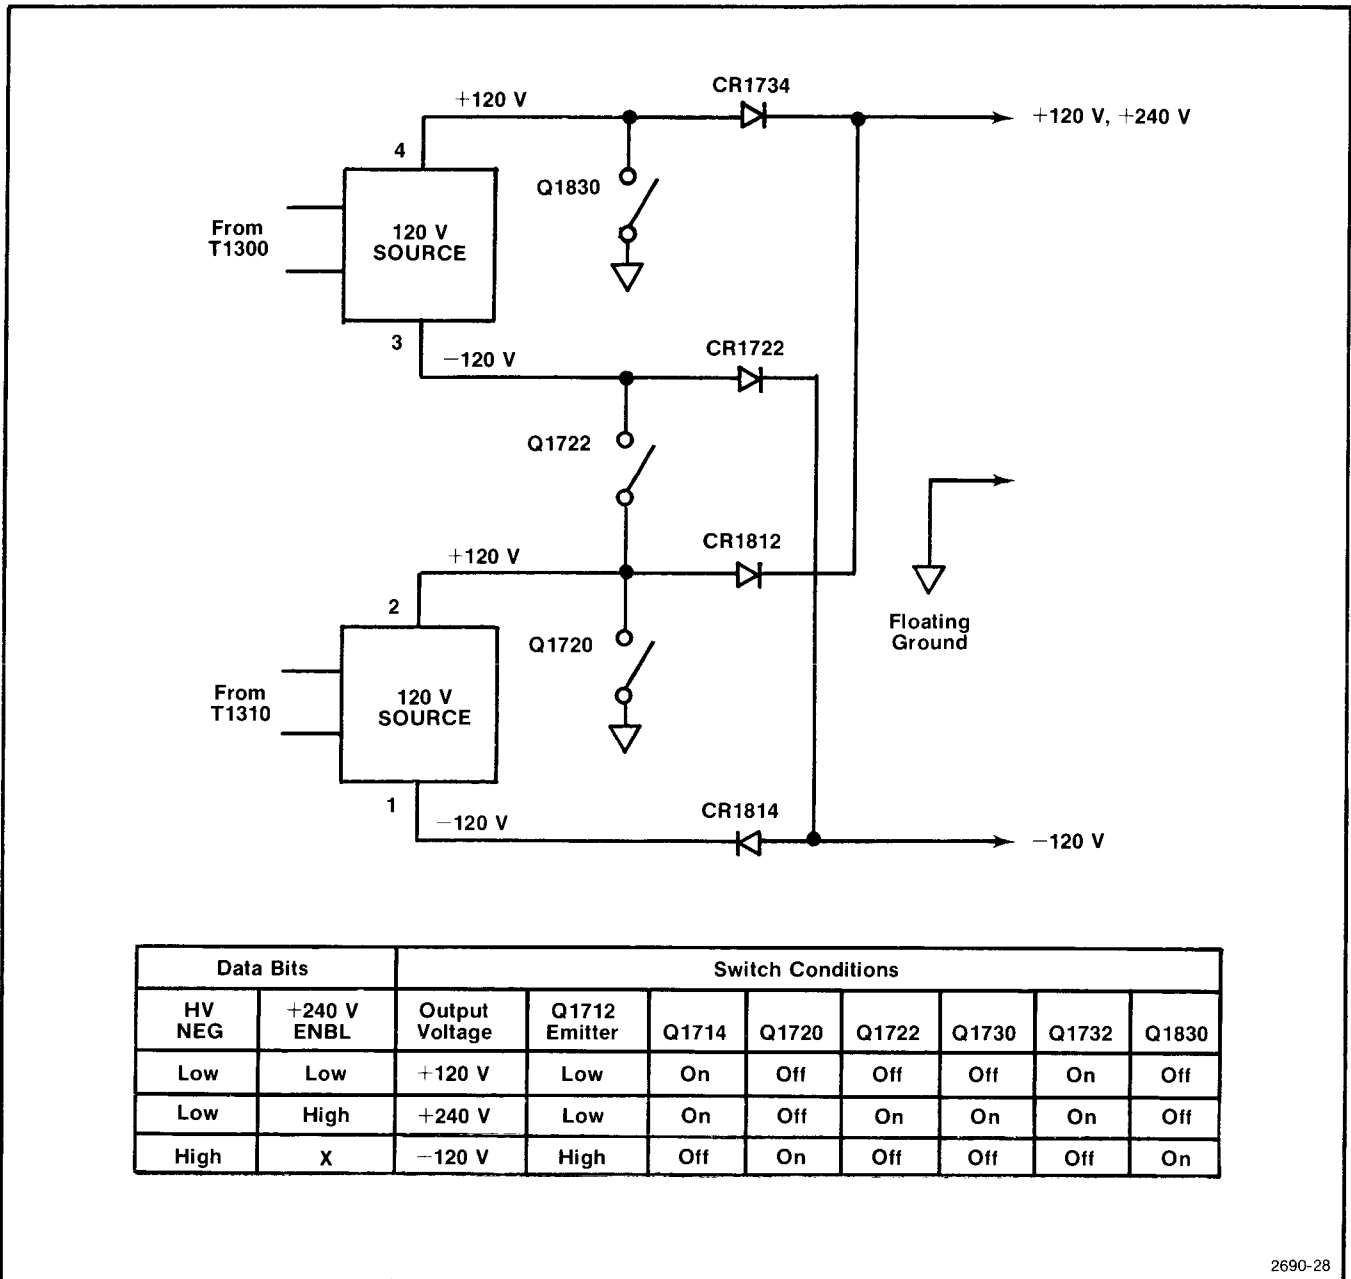 CR1734
+120 V
+120 V, +240 V
4
Q1830
From
T1300
120 V
SOURCE
3
−120 V
CR1722
Q1722
+120 V
CR1812
2
Floating
Ground
Q1720
From
T1310
120 V
SOURCE
1
−120 V
CR1814
−120 V
Data Bits Switch Conditions
HV NEG +240 V ENBL Output Voltage Q1712 Emitter Q1714 Q1720 Q1722 Q1730 Q1732 Q1830
Low Low +120 V Low On Off Off Off On Off
Low High +240 V Low On Off On On On Off
High X −120 V High Off On Off Off Off On
2690-28